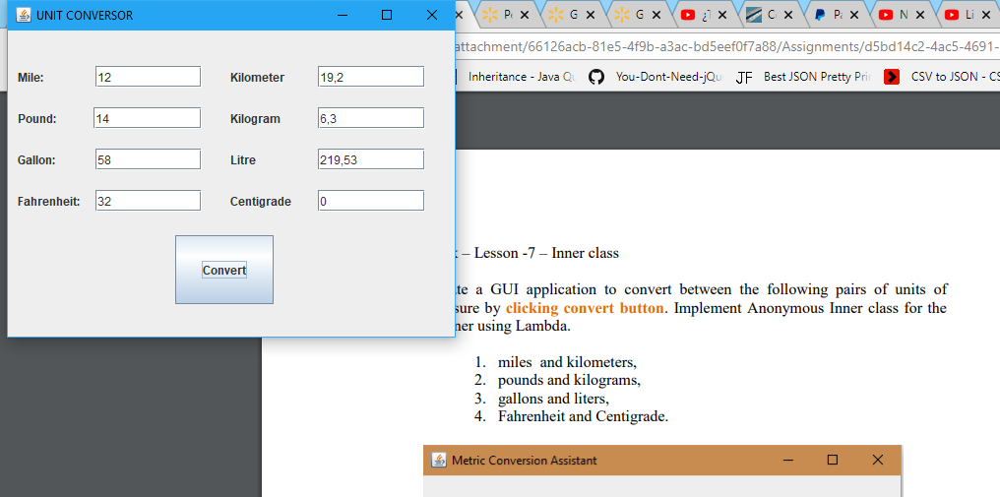 UNIT CONVERSOR
Mile: 12 Kilometer 19,2
Pound: 14 Kilogram 6,3
Gallon: 58 Litre 219,53
Fahrenheit: 32 Centigrade 0
Convert
attachment/66126acb-81e5-4f9b-a3ac-bd5eef0f7a88/Assignments/d5bd14c2-4ac5-4691-
Inheritance - Java
You-Dont-Need-jQu
JF Best JSON Pretty Pri
CSV to JSON - CS
– Lesson -7 – Inner class
te a GUI application to convert between the following pairs of units of
sure by clicking convert button. Implement Anonymous Inner class for the
ner using Lambda.
1. miles and kilometers,
2. pounds and kilograms,
3. gallons and liters,
4. Fahrenheit and Centigrade.
Metric Conversion Assistant